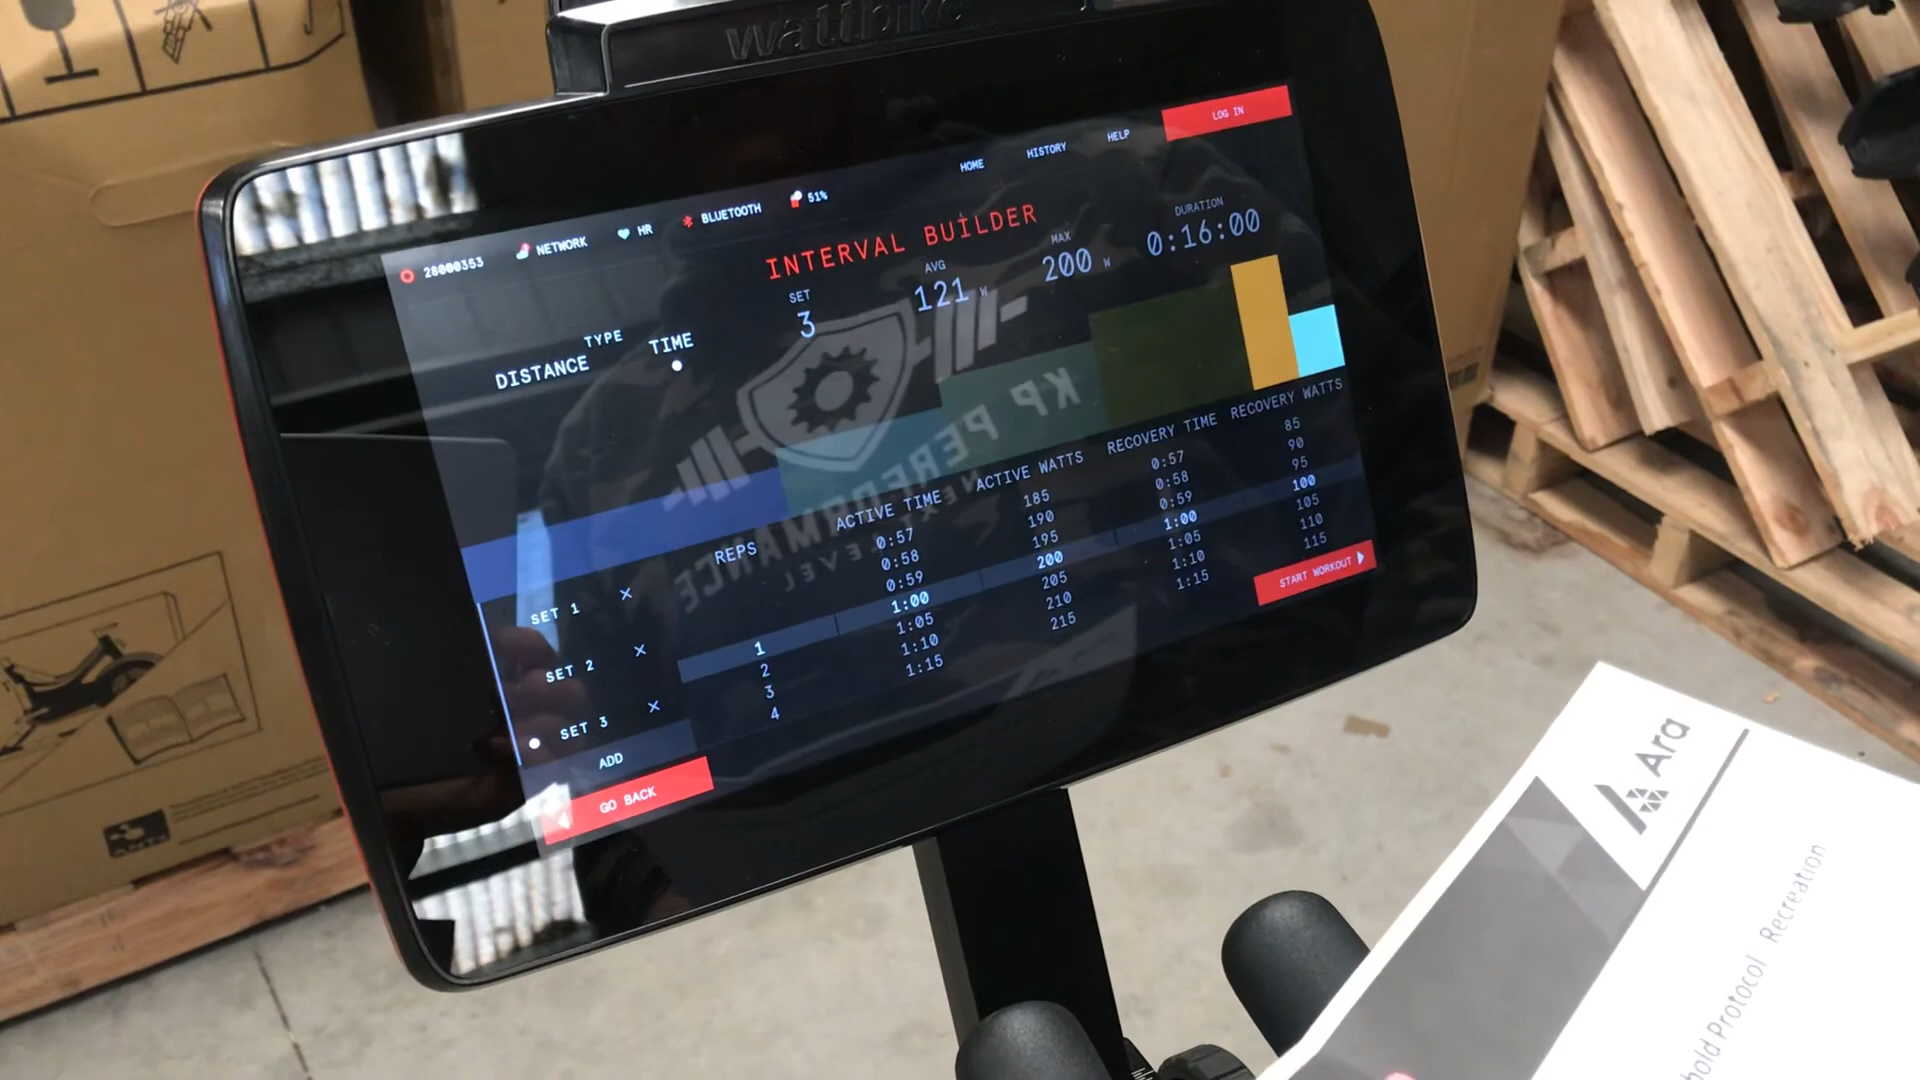 wattbike
28000353 NETWORK HR BLUETOOTH 51% HOME HISTORY HELP LOG IN
INTERVAL BUILDER
TYPE
DISTANCE TIME
SET
3
AVG
121 W
MAX
200 W
DURATION
0:16:00
KP PERFORMANCE
NEXT LEVEL
REPS ACTIVE TIME ACTIVE WATTS RECOVERY TIME RECOVERY WATTS
0:57 185 0:57 85
0:58 190 0:58 90
0:59 195 0:59 95
1 1:00 200 1:00 100
2 1:05 205 1:05 105
3 1:10 210 1:10 110
4 1:15 215 1:15 115
SET 1 ×
SET 2 ×
SET 3 ×
ADD
GO BACK
START WORKOUT
Ara
Protocol Recreation